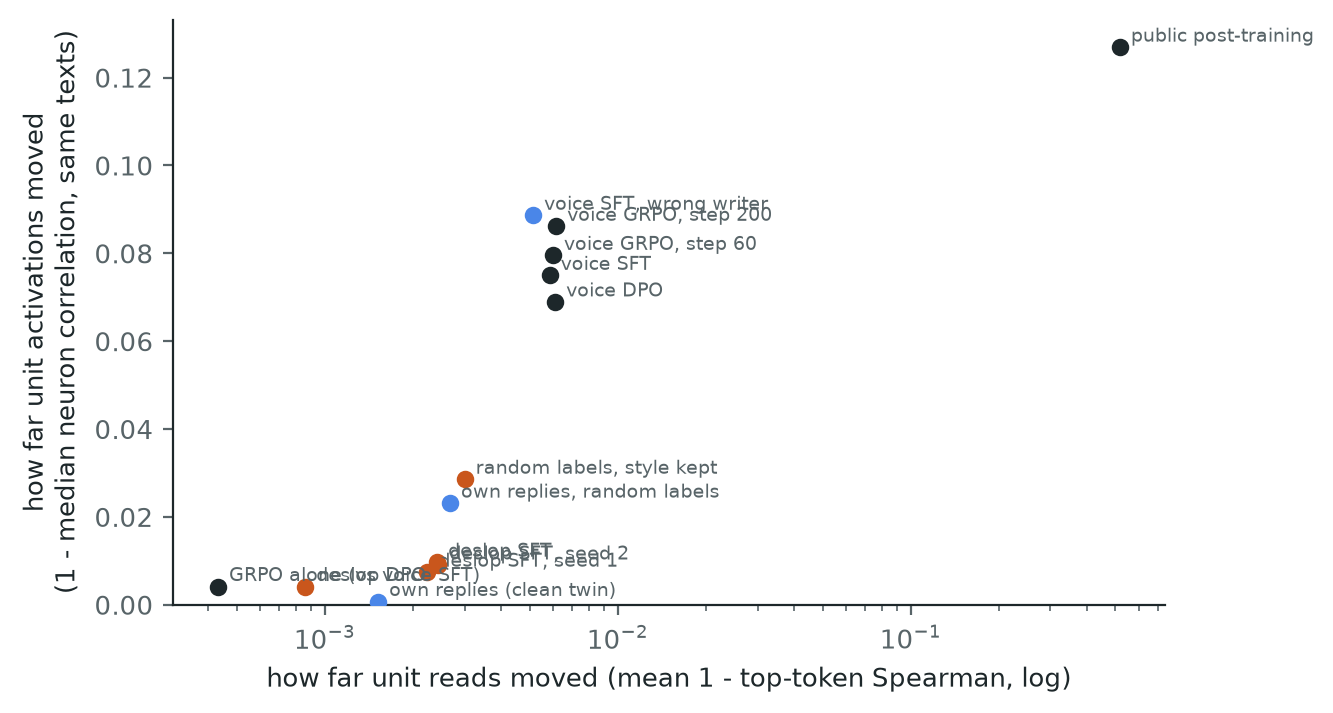 public post-training
how far unit activations moved
(1 - median neuron correlation, same texts)
0.12
0.10
0.08
0.06
0.04
0.02
0.00
voice SFT, wrong writer
voice GRPO, step 200
voice GRPO, step 60
voice SFT
voice DPO
random labels, style kept
own replies, random labels
deslop SFT
deslop SFT, seed 2
deslop SFT, seed 1
GRPO alone (vs voice SFT)
deslop DPO
own replies (clean twin)
10⁻³
10⁻²
10⁻¹
how far unit reads moved (mean 1 - top-token Spearman, log)